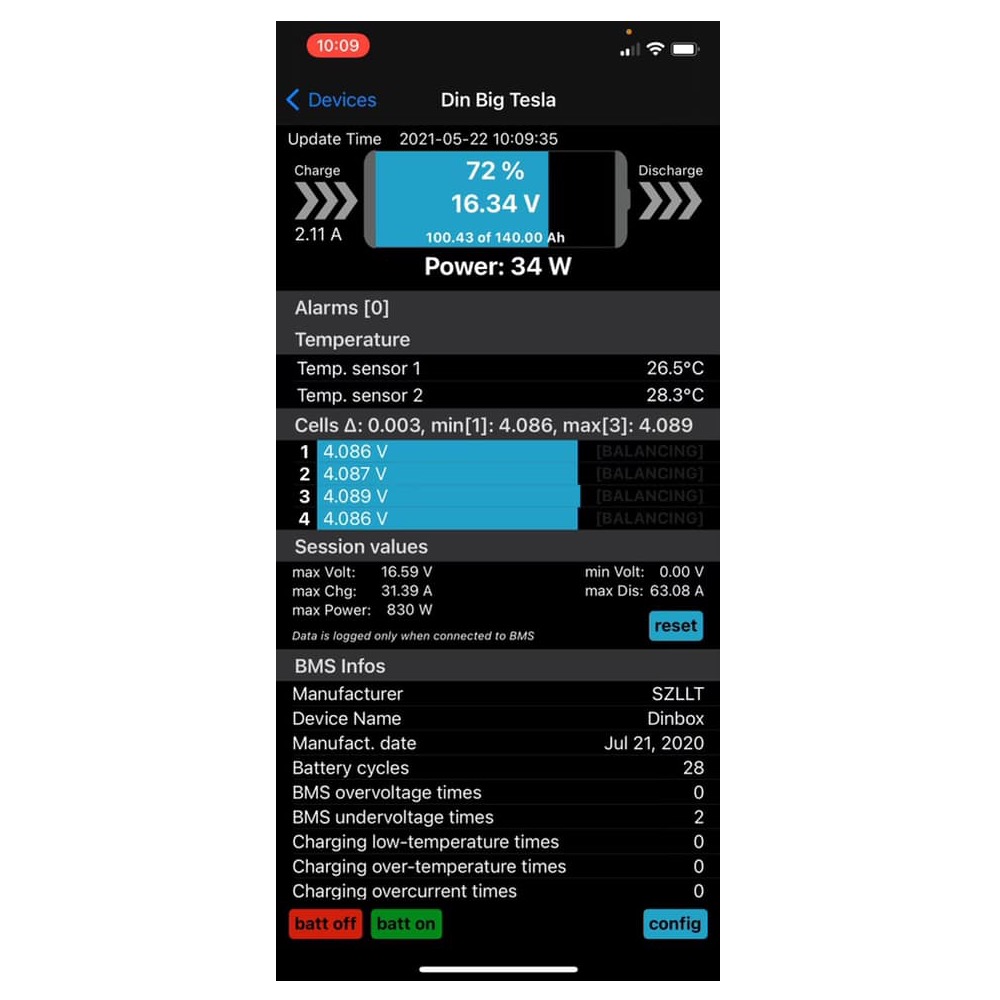 10:09
Devices
Din Big Tesla
Update Time 2021-05-22 10:09:35
Charge
72 %
Discharge
16.34 V
2.11 A
100.43 of 140.00 Ah
Power: 34 W
Alarms [0]
Temperature
Temp. sensor 1 26.5°C
Temp. sensor 2 28.3°C
Cells Δ: 0.003, min[1]: 4.086, max[3]: 4.089
1 4.086 V [BALANCING]
2 4.087 V [BALANCING]
3 4.089 V [BALANCING]
4 4.086 V [BALANCING]
Session values
max Volt: 16.59 V min Volt: 0.00 V
max Chg: 31.39 A max Dis: 63.08 A
max Power: 830 W
reset
Data is logged only when connected to BMS
BMS Infos
Manufacturer SZLLT
Device Name Dinbox
Manufact. date Jul 21, 2020
Battery cycles 28
BMS overvoltage times 0
BMS undervoltage times 2
Charging low-temperature times 0
Charging over-temperature times 0
Charging overcurrent times 0
batt off batt on config